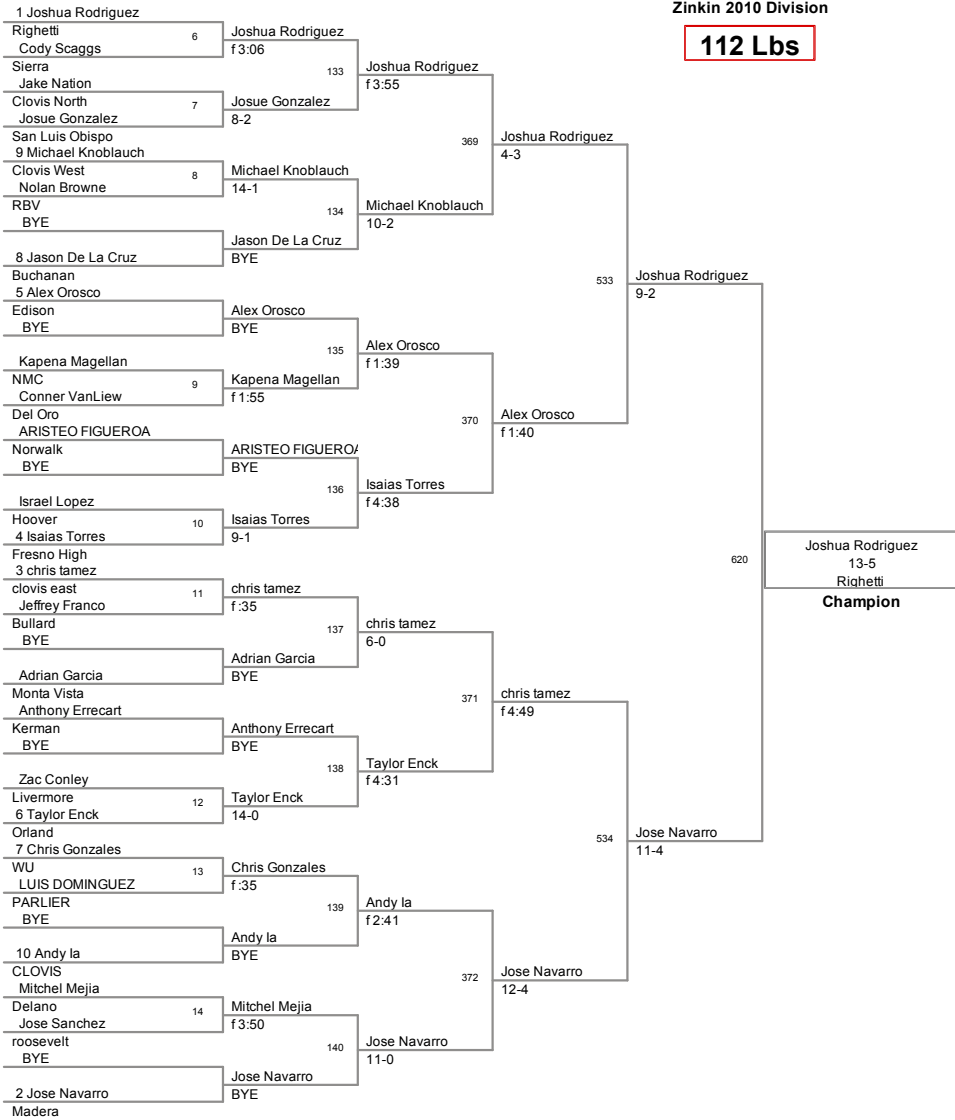 Zinkin 2010 Division
112 Lbs
1 Joshua Rodriguez
Righetti
6
Cody Scaggs
Sierra
Jake Nation
Clovis North
7
Josue Gonzalez
San Luis Obispo
9 Michael Knoblauch
Clovis West
8
Nolan Browne
RBV
BYE
8 Jason De La Cruz
Buchanan
5 Alex Orosco
Edison
BYE
Kapena Magellan
NMC
9
Conner VanLiew
Del Oro
ARISTEO FIGUEROA
Norwalk
BYE
Israel Lopez
Hoover
10
4 Isaias Torres
Fresno High
3 chris tamez
clovis east
11
Jeffrey Franco
Bullard
BYE
Adrian Garcia
Monta Vista
Anthony Errecart
Kerman
BYE
Zac Conley
Livermore
12
6 Taylor Enck
Orland
7 Chris Gonzales
WU
13
LUIS DOMINGUEZ
PARLIER
BYE
10 Andy Ia
CLOVIS
Mitchel Mejia
Delano
14
Jose Sanchez
roosevelt
BYE
2 Jose Navarro
Madera
Joshua Rodriguez
f 3:06
133
Josue Gonzalez
8-2
Michael Knoblauch
14-1
134
Jason De La Cruz
BYE
Alex Orosco
BYE
135
Kapena Magellan
f 1:55
ARISTEO FIGUEROA
BYE
136
Isaias Torres
9-1
chris tamez
f :35
137
Adrian Garcia
BYE
Anthony Errecart
BYE
138
Taylor Enck
14-0
Chris Gonzales
f :35
139
Andy Ia
BYE
Mitchel Mejia
f 3:50
140
Jose Navarro
BYE
Joshua Rodriguez
f 3:55
369
Michael Knoblauch
10-2
Alex Orosco
f 1:39
370
Isaias Torres
f 4:38
chris tamez
6-0
371
Taylor Enck
f 4:31
Andy Ia
f 2:41
372
Jose Navarro
11-0
Joshua Rodriguez
4-3
533
Alex Orosco
f 1:40
chris tamez
f 4:49
534
Jose Navarro
12-4
Joshua Rodriguez
9-2
620
Jose Navarro
11-4
Joshua Rodriguez
13-5
Righetti
Champion